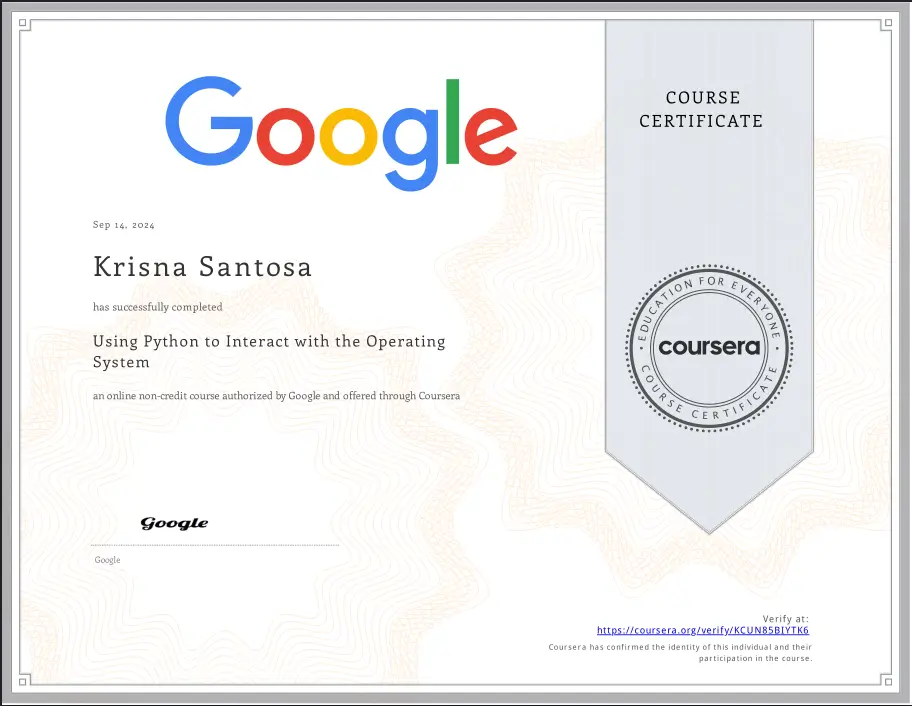 Google
COURSE
CERTIFICATE
Sep 14, 2024
Krisna Santosa
has successfully completed
Using Python to Interact with the Operating
System
an online non-credit course authorized by Google and offered through Coursera
EDUCATION FOR EVERYONE
coursera
COURSE CERTIFICATE
Google
Google
Verify at:
https://coursera.org/verify/KCUN85BIYTK6
Coursera has confirmed the identity of this individual and their
participation in the course.